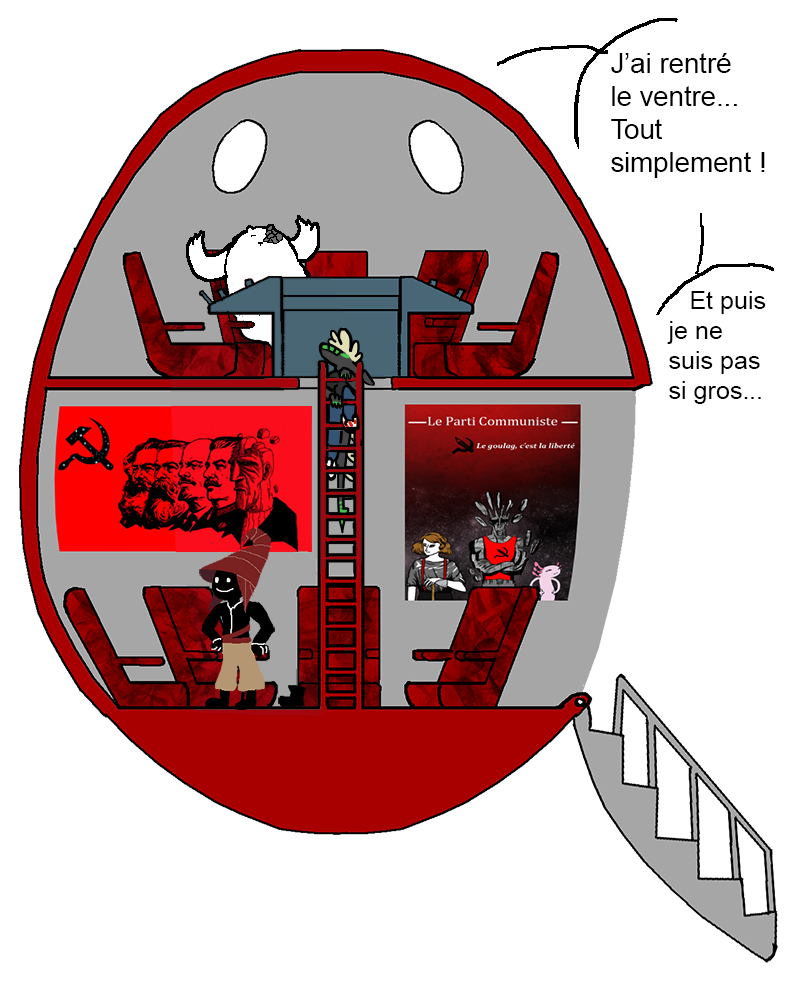 J'ai rentré
le ventre...
Tout
simplement !
Et puis
je ne
suis pas
si gros...
Le Parti Communiste
Le goulag, c'est la liberté